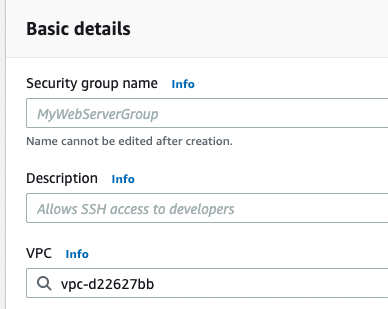 Basic details
Security group name Info
MyWebServerGroup
Name cannot be edited after creation.
Description Info
Allows SSH access to developers
VPC Info
vpc-d22627bb